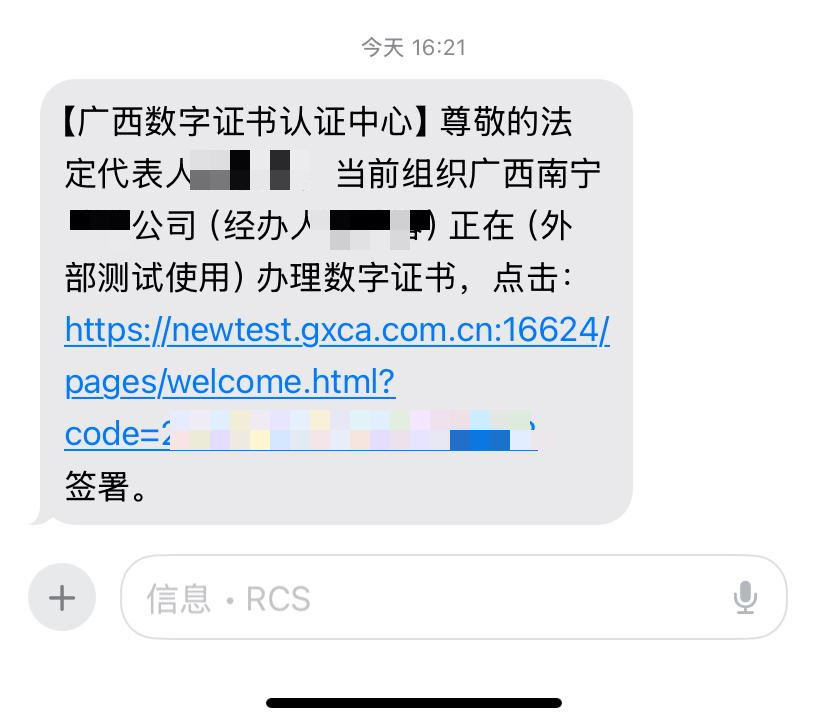 今天 16:21
【广西数字证书认证中心】尊敬的法
定代表人 当前组织广西南宁
公司（经办人 ）正在（外
部测试使用）办理数字证书，点击：
https://newtest.gxca.com.cn:16624/
pages/welcome.html?
code=2
签署。
信息 • RCS